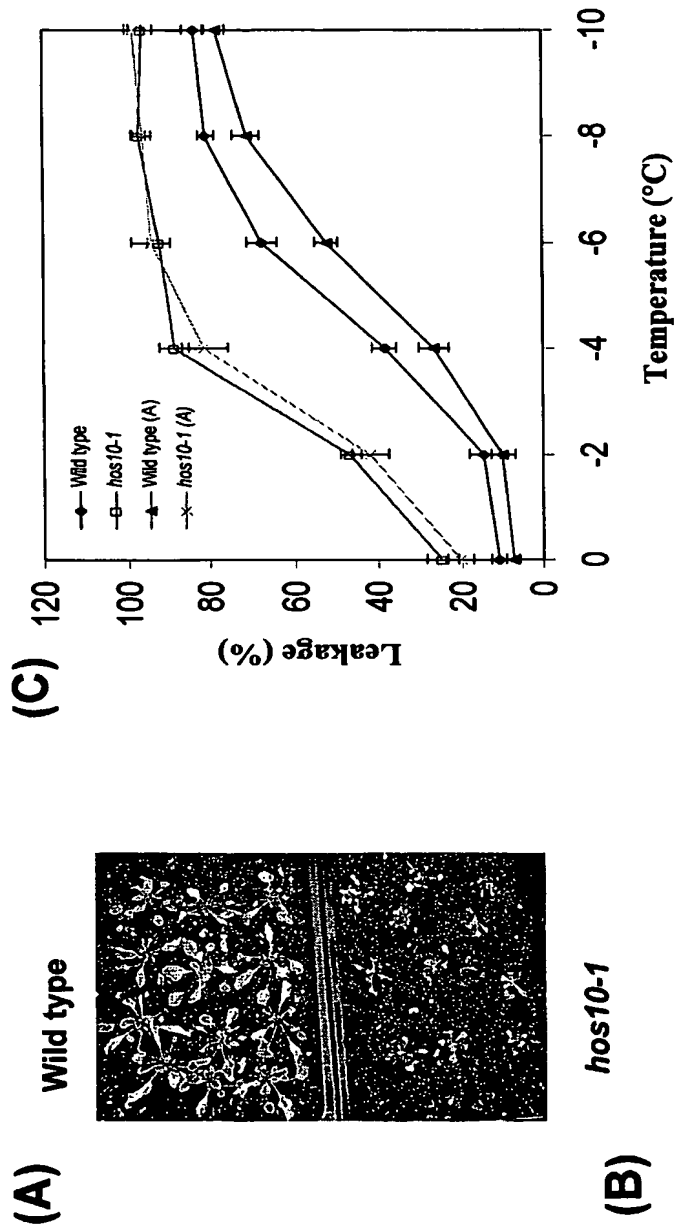 (A)
Wild type
hos10-1
(B)
(C)
Wild type
hos10-1
Wild type (A)
hos10-1 (A)
Leakage (%)
120
100
80
60
40
20
0
0
-2
-4
-6
-8
-10
Temperature (°C)